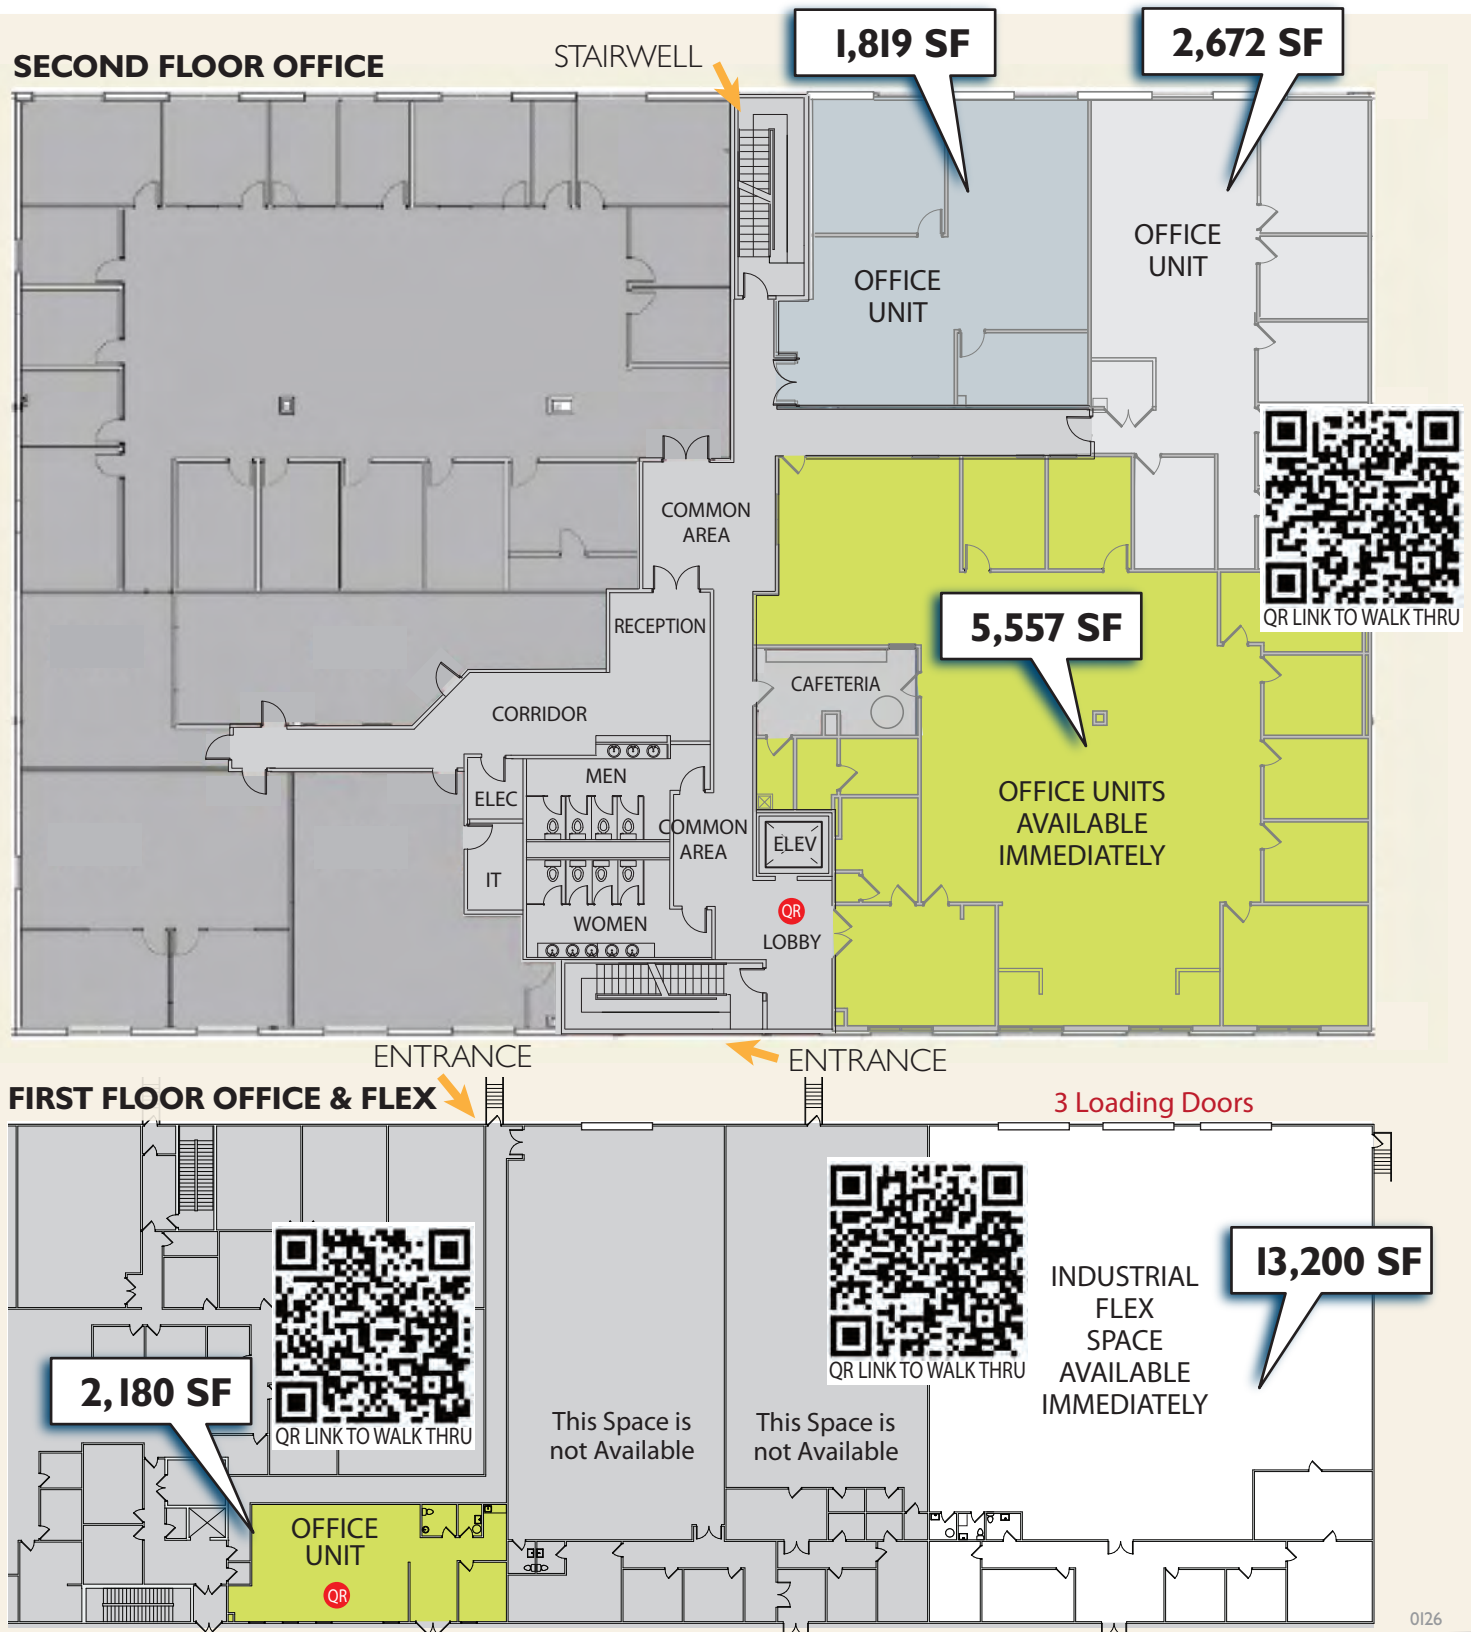 SECOND FLOOR OFFICE
STAIRWELL
1,819 SF
2,672 SF
OFFICE
UNIT
OFFICE
UNIT
COMMON
AREA
QR LINK TO WALK THRU
RECEPTION
5,557 SF
CAFETERIA
CORRIDOR
MEN
ELEC
COMMON
AREA
ELEV
OFFICE UNITS
AVAILABLE
IMMEDIATELY
IT
QR
WOMEN
LOBBY
ENTRANCE
ENTRANCE
FIRST FLOOR OFFICE & FLEX
3 Loading Doors
13,200 SF
INDUSTRIAL
FLEX
SPACE
AVAILABLE
IMMEDIATELY
QR LINK TO WALK THRU
2,180 SF
QR LINK TO WALK THRU
This Space is
not Available
This Space is
not Available
OFFICE
UNIT
QR
0126